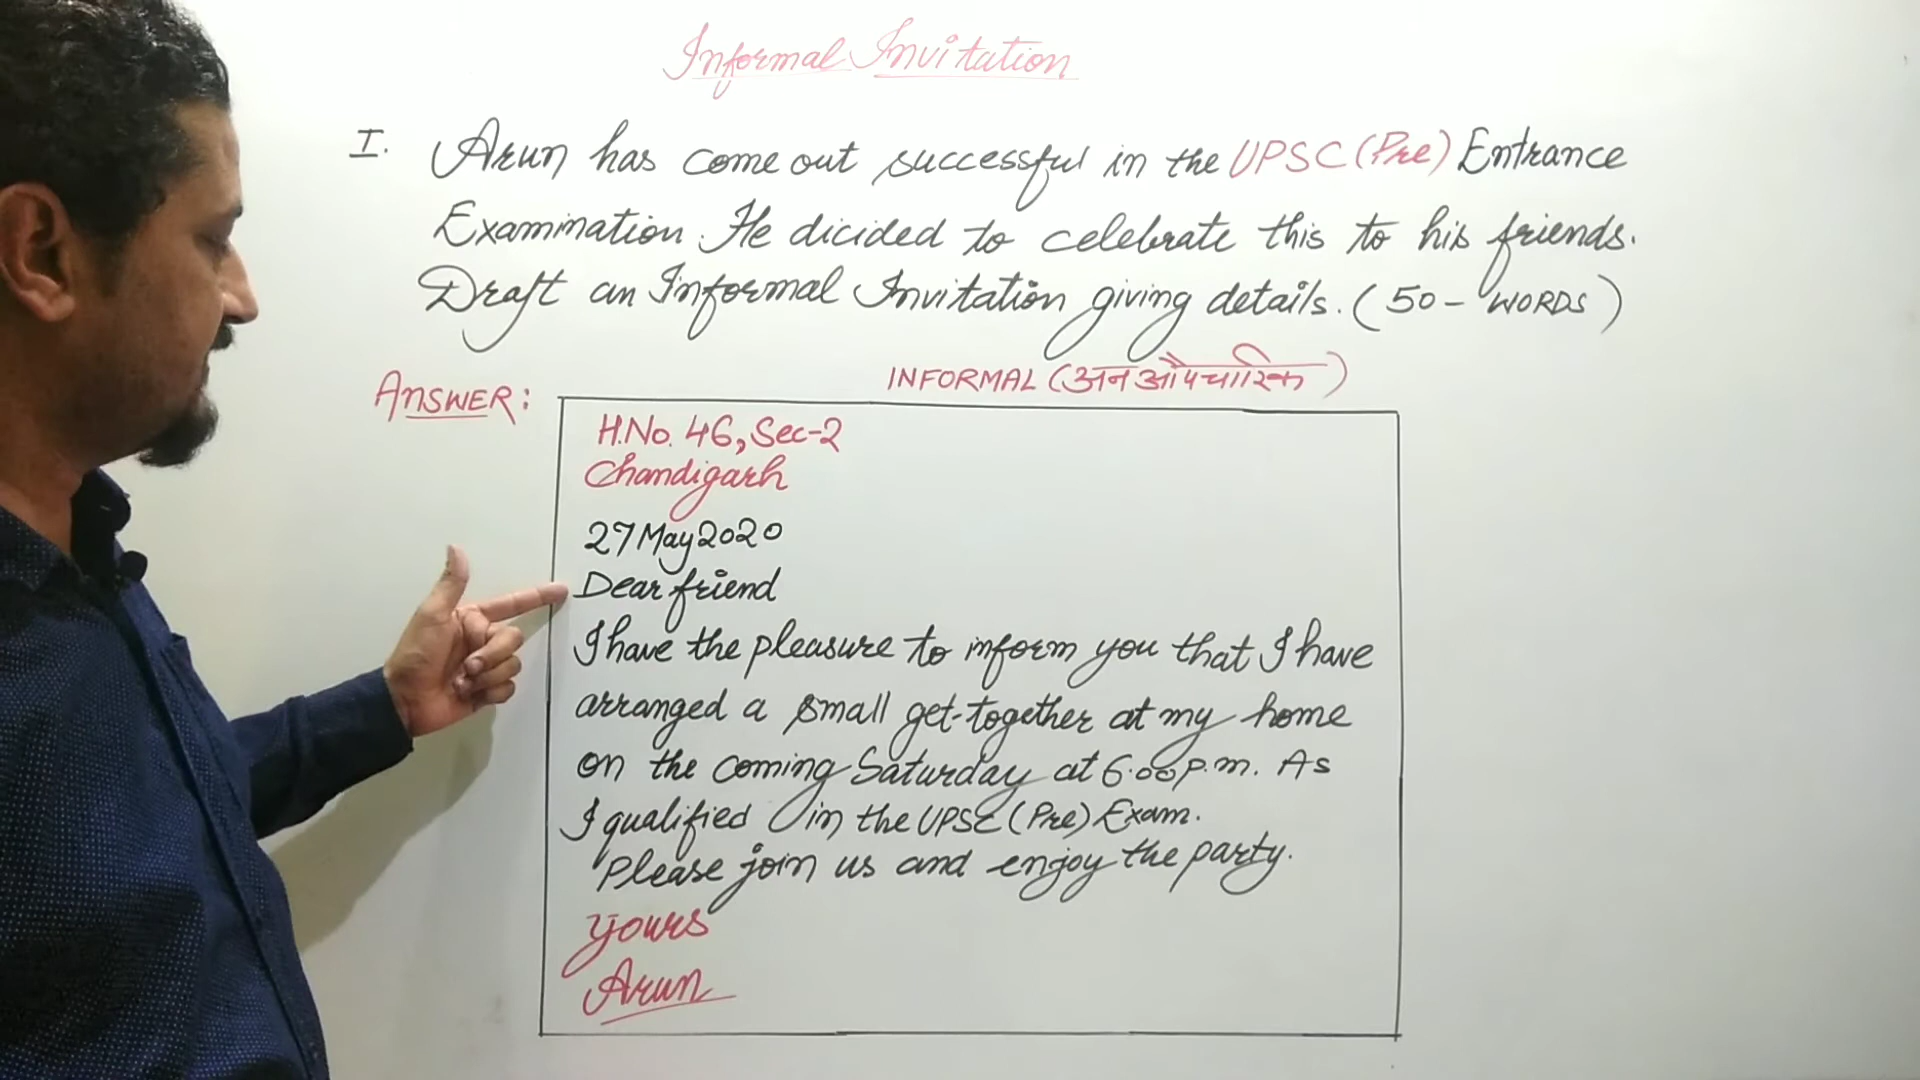 Informal Invitation
I. Arun has come out successful in the UPSC (Pre) Entrance
Examination. He dicided to celebrate this to his friends.
Draft an Informal Invitation giving details. (50 - WORDS)
ANSWER:
INFORMAL (अनऔपचारिक)
H.No. 46, Sec-2
Chandigarh
27 May 2020
Dear friend
I have the pleasure to inform you that I have
arranged a small get-together at my home
on the coming Saturday at 6.00 p.m. As
I qualified in the UPSC (Pre) Exam.
Please join us and enjoy the party.
Yours
Arun